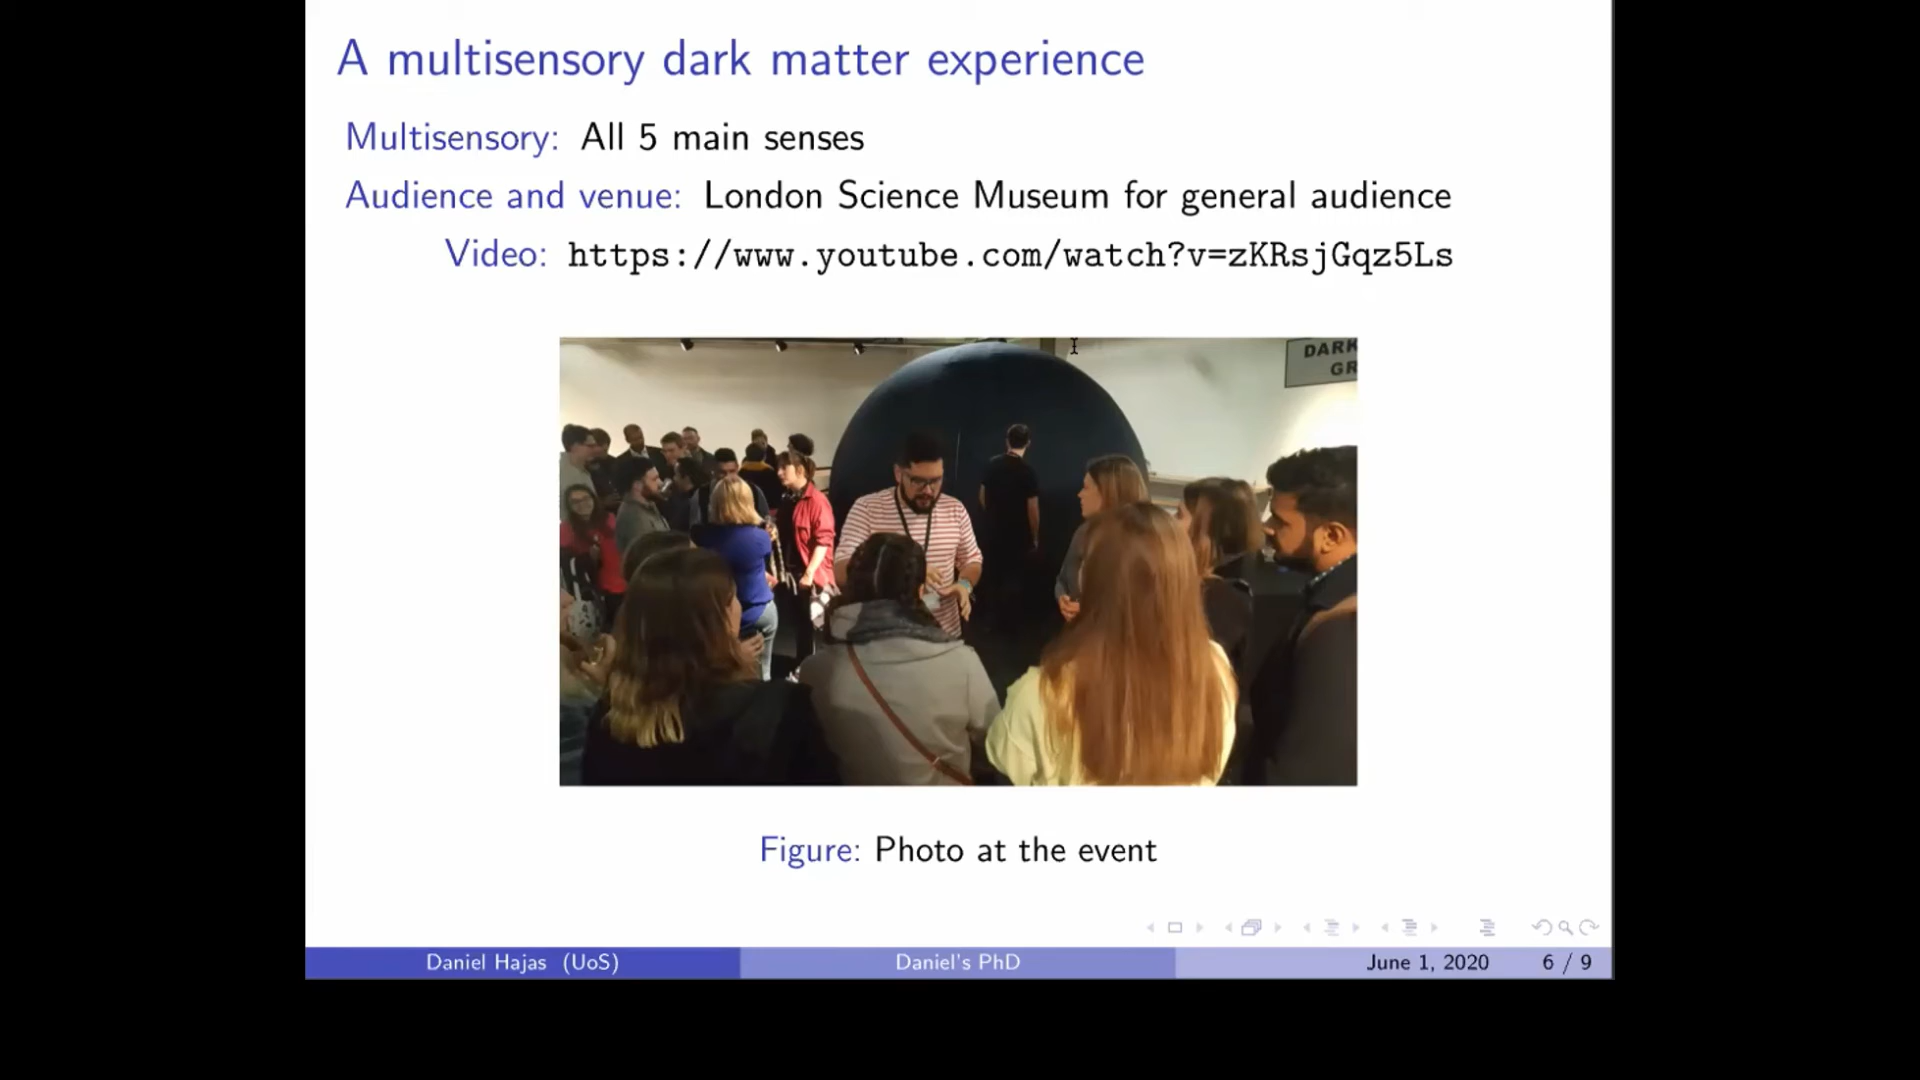 A multisensory dark matter experience
Multisensory: All 5 main senses
Audience and venue: London Science Museum for general audience
Video: https://www.youtube.com/watch?v=zKRsjGqz5Ls
DARK
GR
Figure: Photo at the event
Daniel Hajas (UoS) Daniel's PhD June 1, 2020 6 / 9